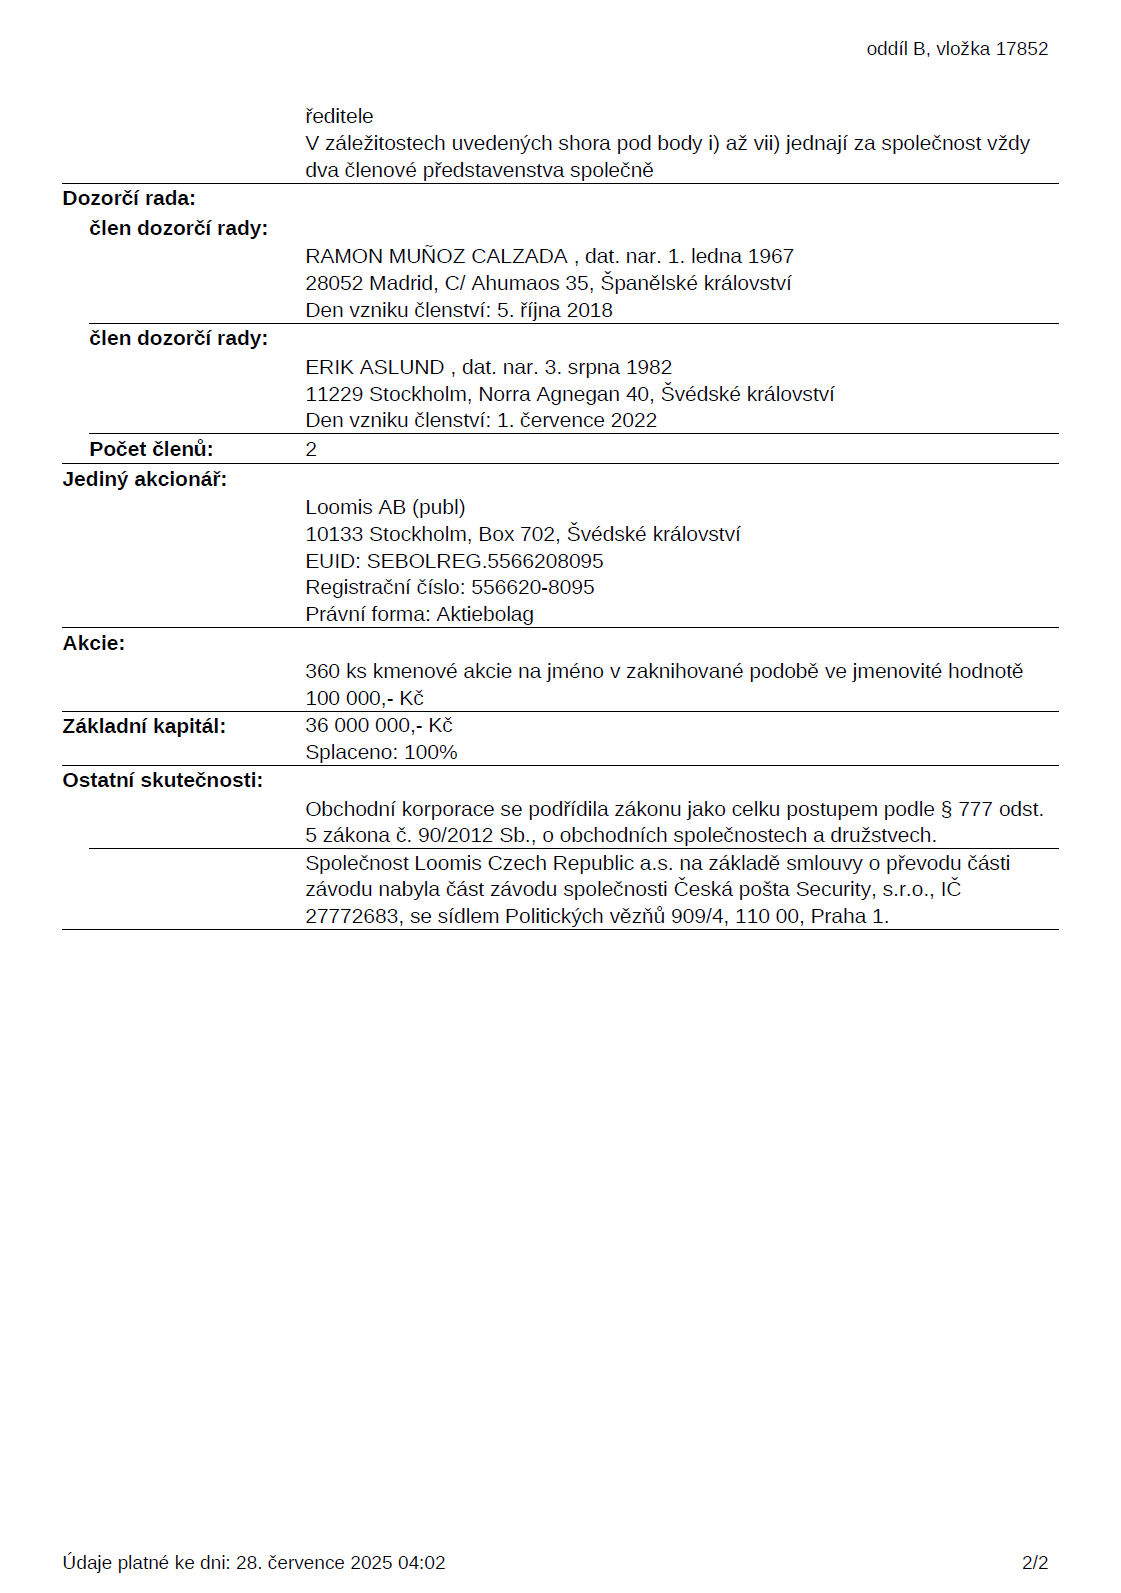 oddíl B, vložka 17852
ředitele
V záležitostech uvedených shora pod body i) až vii) jednají za společnost vždy
dva členové představenstva společně
Dozorčí rada:
člen dozorčí rady:
RAMON MUÑOZ CALZADA , dat. nar. 1. ledna 1967
28052 Madrid, C/ Ahumaos 35, Španělské království
Den vzniku členství: 5. října 2018
člen dozorčí rady:
ERIK ASLUND , dat. nar. 3. srpna 1982
11229 Stockholm, Norra Agnegan 40, Švédské království
Den vzniku členství: 1. července 2022
Počet členů: 2
Jediný akcionář:
Loomis AB (publ)
10133 Stockholm, Box 702, Švédské království
EUID: SEBOLREG.5566208095
Registrační číslo: 556620-8095
Právní forma: Aktiebolag
Akcie:
360 ks kmenové akcie na jméno v zaknihované podobě ve jmenovité hodnotě
100 000,- Kč
Základní kapitál: 36 000 000,- Kč
Splaceno: 100%
Ostatní skutečnosti:
Obchodní korporace se podřídila zákonu jako celku postupem podle § 777 odst.
5 zákona č. 90/2012 Sb., o obchodních společnostech a družstvech.
Společnost Loomis Czech Republic a.s. na základě smlouvy o převodu části
závodu nabyla část závodu společnosti Česká pošta Security, s.r.o., IČ
27772683, se sídlem Politických vězňů 909/4, 110 00, Praha 1.
Údaje platné ke dni: 28. července 2025 04:02 2/2